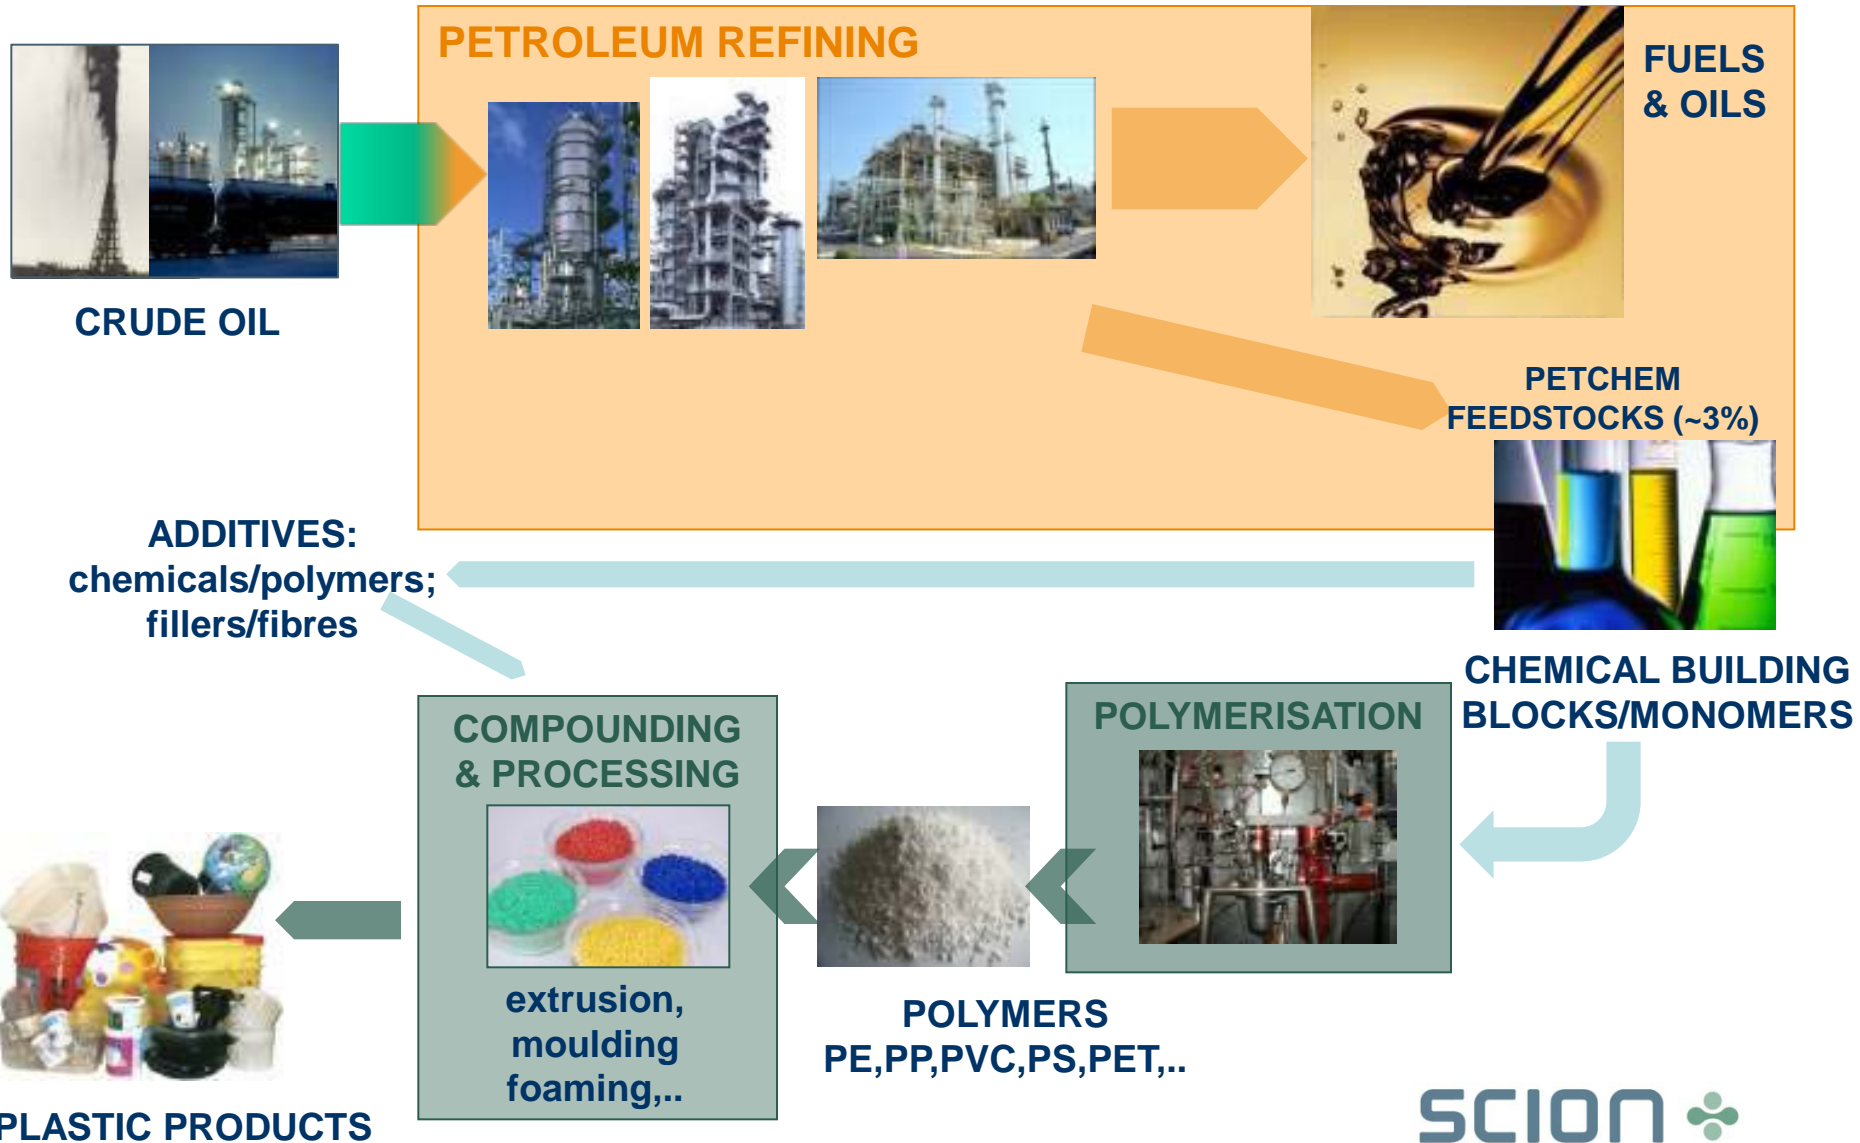 PETROLEUM REFINING
FUELS
& OILS
CRUDE OIL
PETCHEM
FEEDSTOCKS (~3%)
ADDITIVES:
chemicals/polymers;
fillers/fibres
CHEMICAL BUILDING
BLOCKS/MONOMERS
POLYMERISATION
COMPOUNDING
& PROCESSING
extrusion,
moulding
foaming,..
POLYMERS
PE,PP,PVC,PS,PET,..
PLASTIC PRODUCTS
SCION